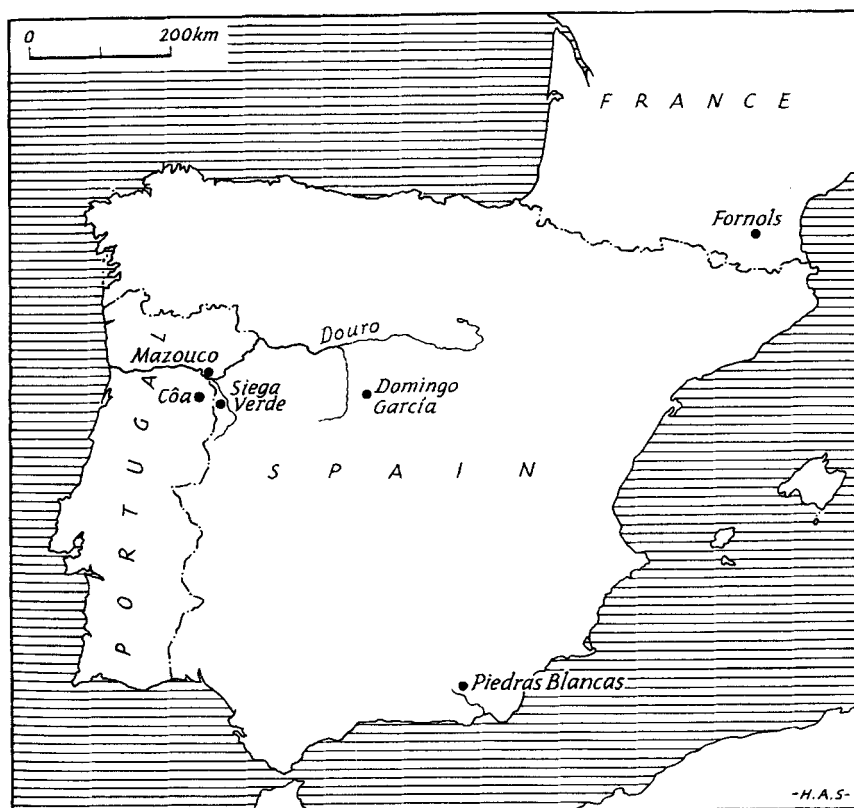 0 200km
FRANCE
Fornols
Douro
Mazouco
Côa
Siega
Verde
Domingo
García
PORTUGAL
SPAIN
Piedras Blancas
-H.A.S-